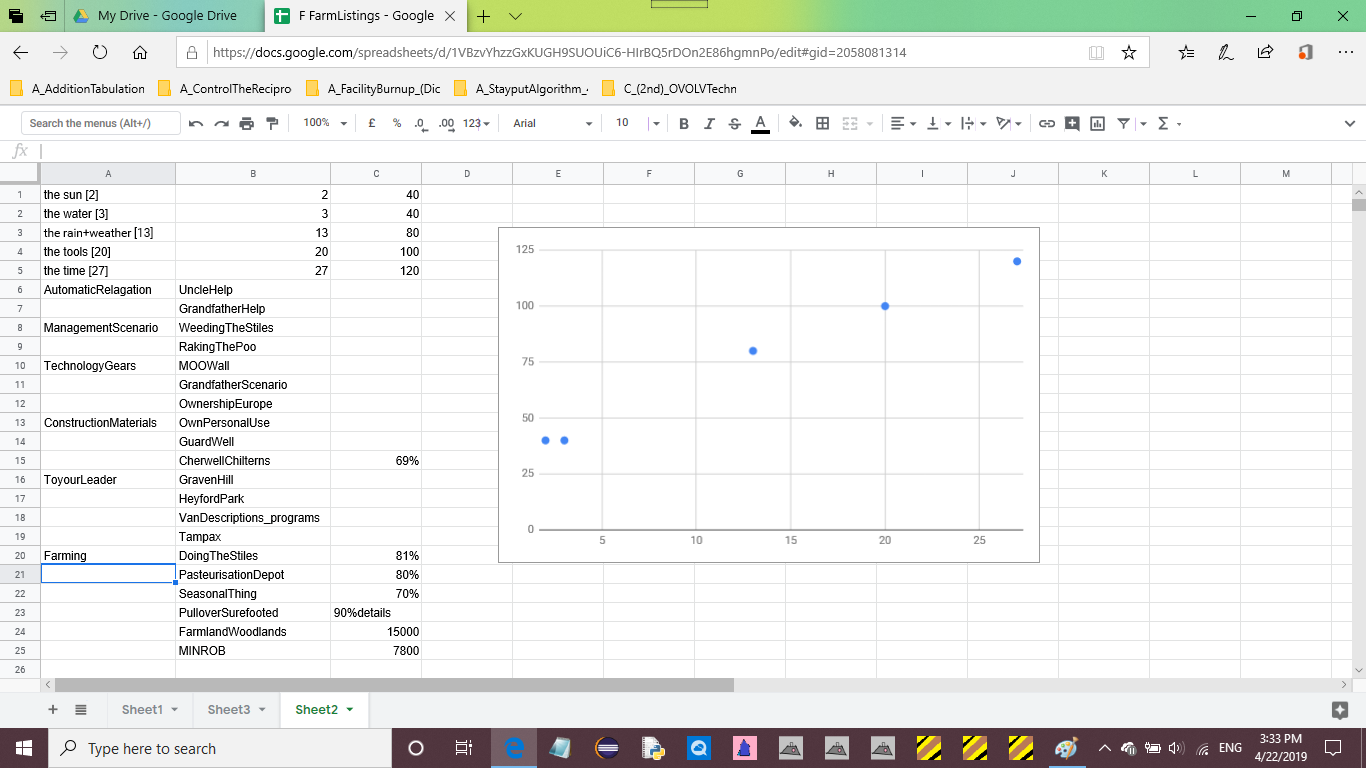 My Drive - Google Drive
F FarmListings - Google
https://docs.google.com/spreadsheets/d/1VBzvYhzzGxKUGH9SUOUiC6-HIrBQ5rDOn2E86hgmnPo/edit#gid=2058081314
A_AdditionTabulation A_ControlTheRecipro A_FacilityBurnup_(Dic A_StayputAlgorithm_ C_(2nd)_OVOLVTechn
Search the menus (Alt+/) 100% £ % .0 .00 123 Arial 10 B I S A Σ
fx
A B C D E F G H I J K L M
1 the sun [2] 2 40
2 the water [3] 3 40
3 the rain+weather [13] 13 80
4 the tools [20] 20 100
5 the time [27] 27 120
6 AutomaticRelagation UncleHelp
7 GrandfatherHelp
8 ManagementScenario WeedingTheStiles
9 RakingThePoo
10 TechnologyGears MOOWall
11 GrandfatherScenario
12 OwnershipEurope
13 ConstructionMaterials OwnPersonalUse
14 GuardWell
15 CherwellChilterns 69%
16 ToyourLeader GravenHill
17 HeyfordPark
18 VanDescriptions_programs
19 Tampax
20 Farming DoingTheStiles 81%
21 PasteurisationDepot 80%
22 SeasonalThing 70%
23 PulloverSurefooted 90%details
24 FarmlandWoodlands 15000
25 MINROB 7800
26
125
100
75
50
25
0
5 10 15 20 25
Sheet1 Sheet3 Sheet2
Type here to search
ENG
3:33 PM
4/22/2019